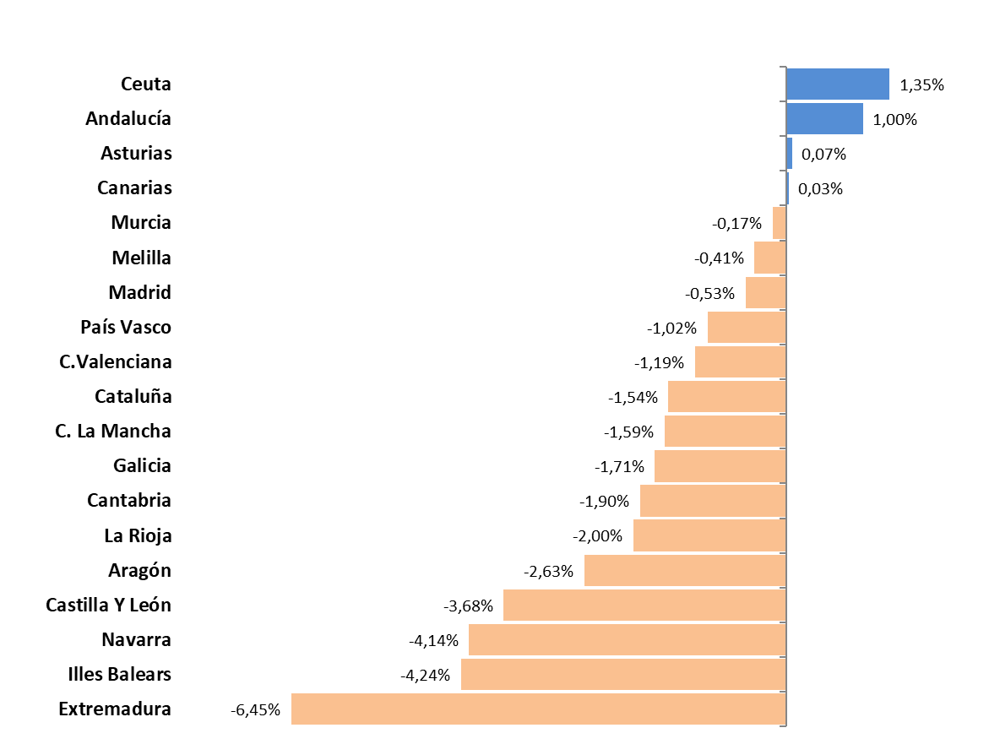 Ceuta 1,35%
Andalucía 1,00%
Asturias 0,07%
Canarias 0,03%
Murcia -0,17%
Melilla -0,41%
Madrid -0,53%
País Vasco -1,02%
C.Valenciana -1,19%
Cataluña -1,54%
C. La Mancha -1,59%
Galicia -1,71%
Cantabria -1,90%
La Rioja -2,00%
Aragón -2,63%
Castilla Y León -3,68%
Navarra -4,14%
Illes Balears -4,24%
Extremadura -6,45%